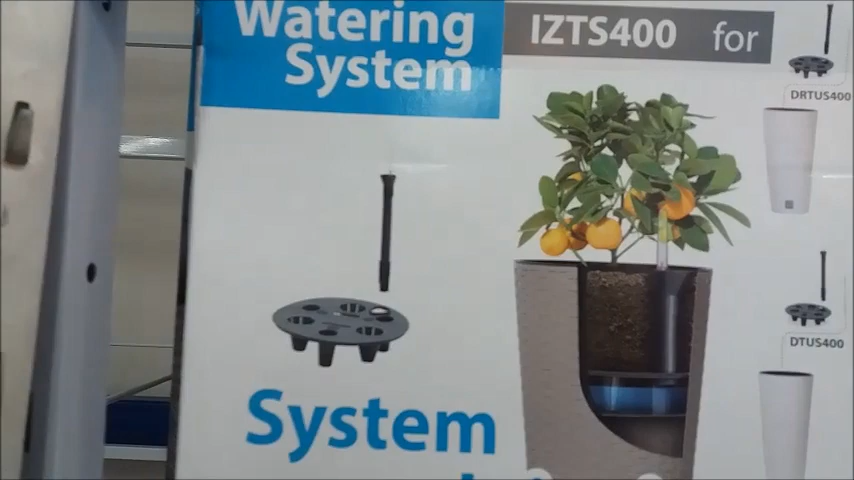 Watering
System
IZTS400 for
DRTUS400
DTUS400
System